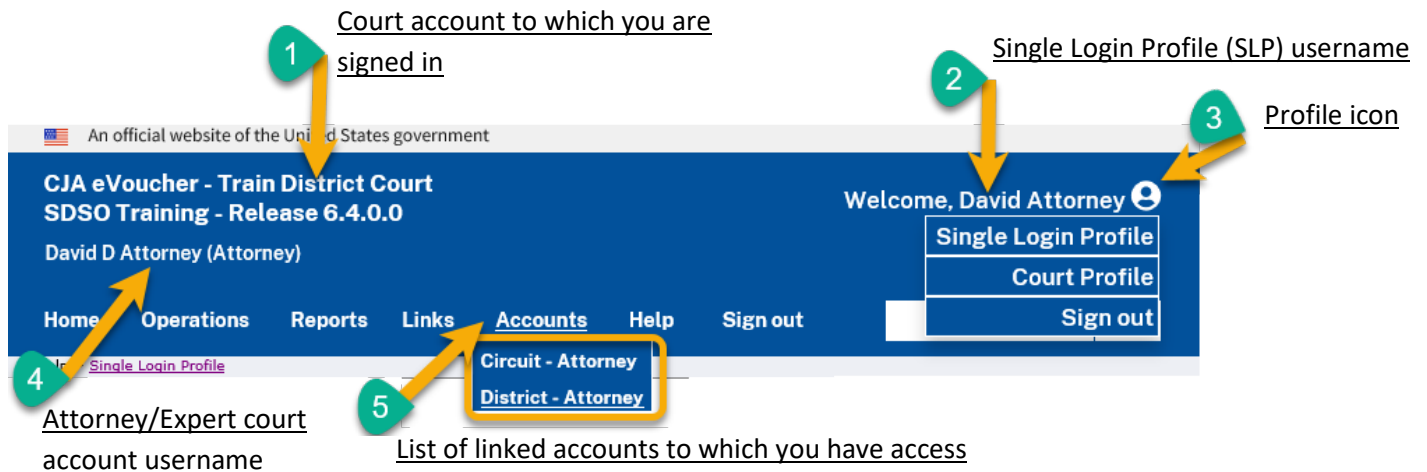 Court account to which you are
signed in
1
Single Login Profile (SLP) username
2
Profile icon
3
An official website of the United States government
CJA eVoucher - Train District Court
SDSO Training - Release 6.4.0.0
Welcome, David Attorney
David D Attorney (Attorney)
Single Login Profile
Court Profile
Sign out
Home Operations Reports Links Accounts Help Sign out
Single Login Profile
Circuit - Attorney
District - Attorney
4
5
Attorney/Expert court
account username
List of linked accounts to which you have access